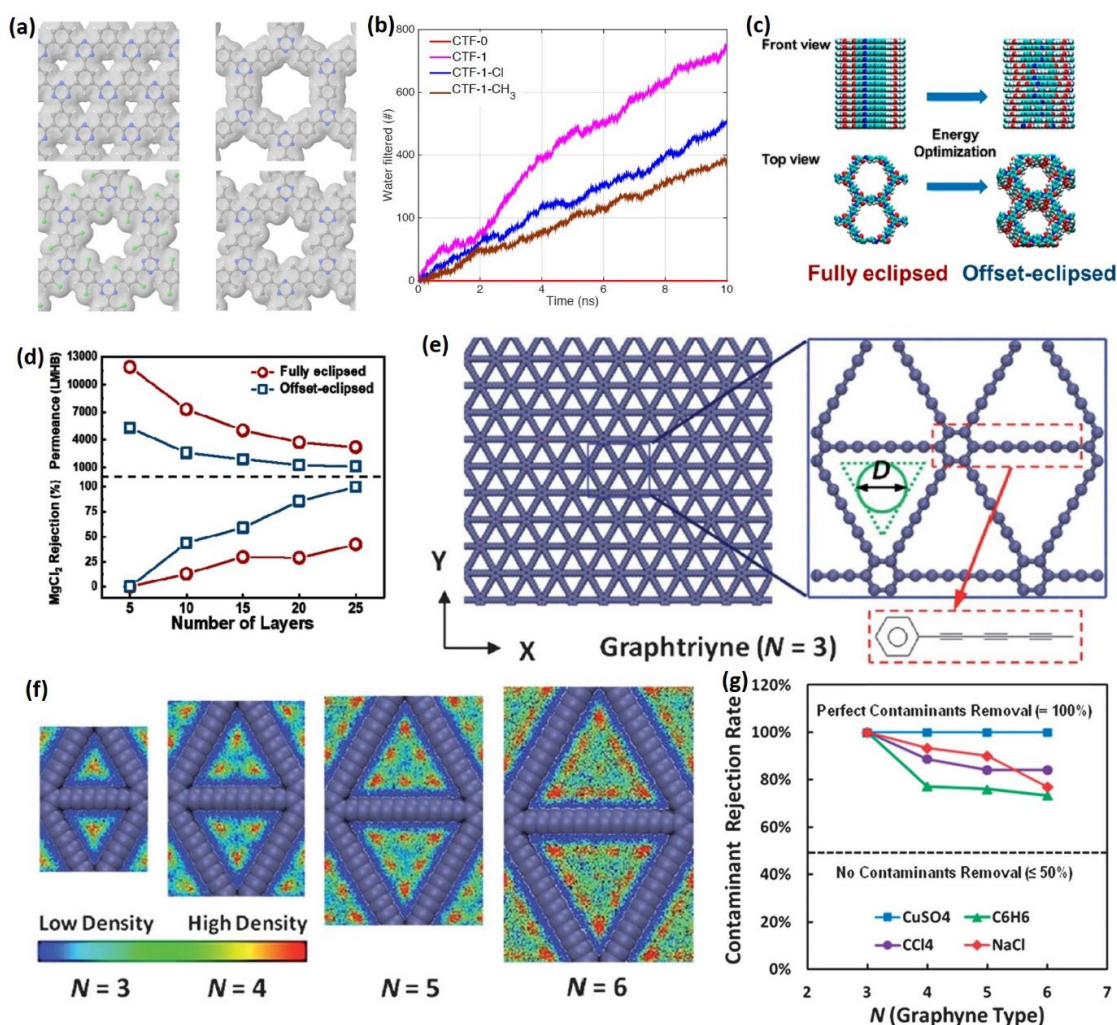 (a)
(b)
800
600
400
100
0
Water filtered (#)
CTF-0
CTF-1
CTF-1-Cl
CTF-1-CH3
0 2 4 6 8 10
Time (ns)
(c)
Front view
Energy
Optimization
Top view
Fully eclipsed Offset-eclipsed
(d)
Permeance (LMHB)
13000
10000
7000
4000
1000
Fully eclipsed
Offset-eclipsed
MgCl2 Rejection (%)
100
75
50
25
0
5 10 15 20 25
Number of Layers
(e)
D
Y
X
Graphtriyne (N = 3)
(f)
Low Density High Density
N = 3 N = 4 N = 5 N = 6
(g)
Contaminant Rejection Rate
120%
100%
80%
60%
40%
20%
0%
Perfect Contaminants Removal (= 100%)
No Contaminants Removal (≤ 50%)
CuSO4 C6H6
CCl4 NaCl
2 3 4 5 6 7
N (Graphyne Type)